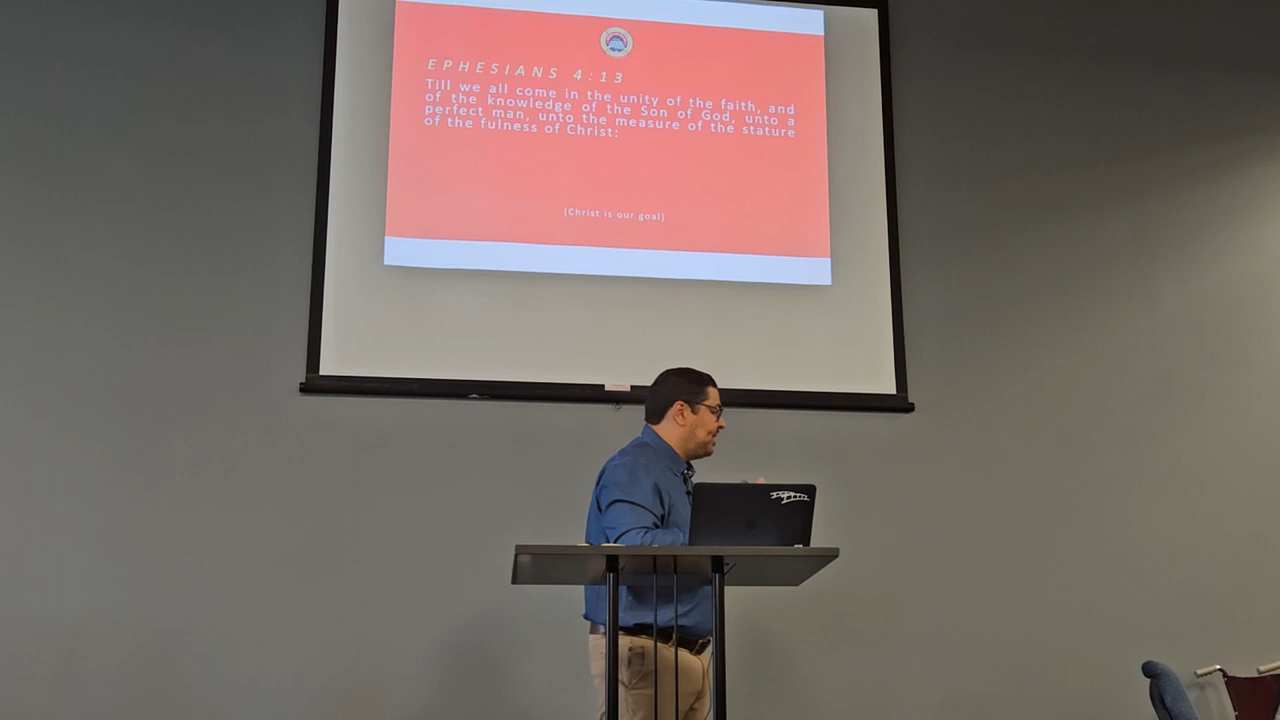 EPHESIANS 4:13
Till we all come in the unity of the faith, and
of the knowledge of the Son of God, unto a
perfect man, unto the measure of the stature
of the fulness of Christ:
(Christ is our goal)